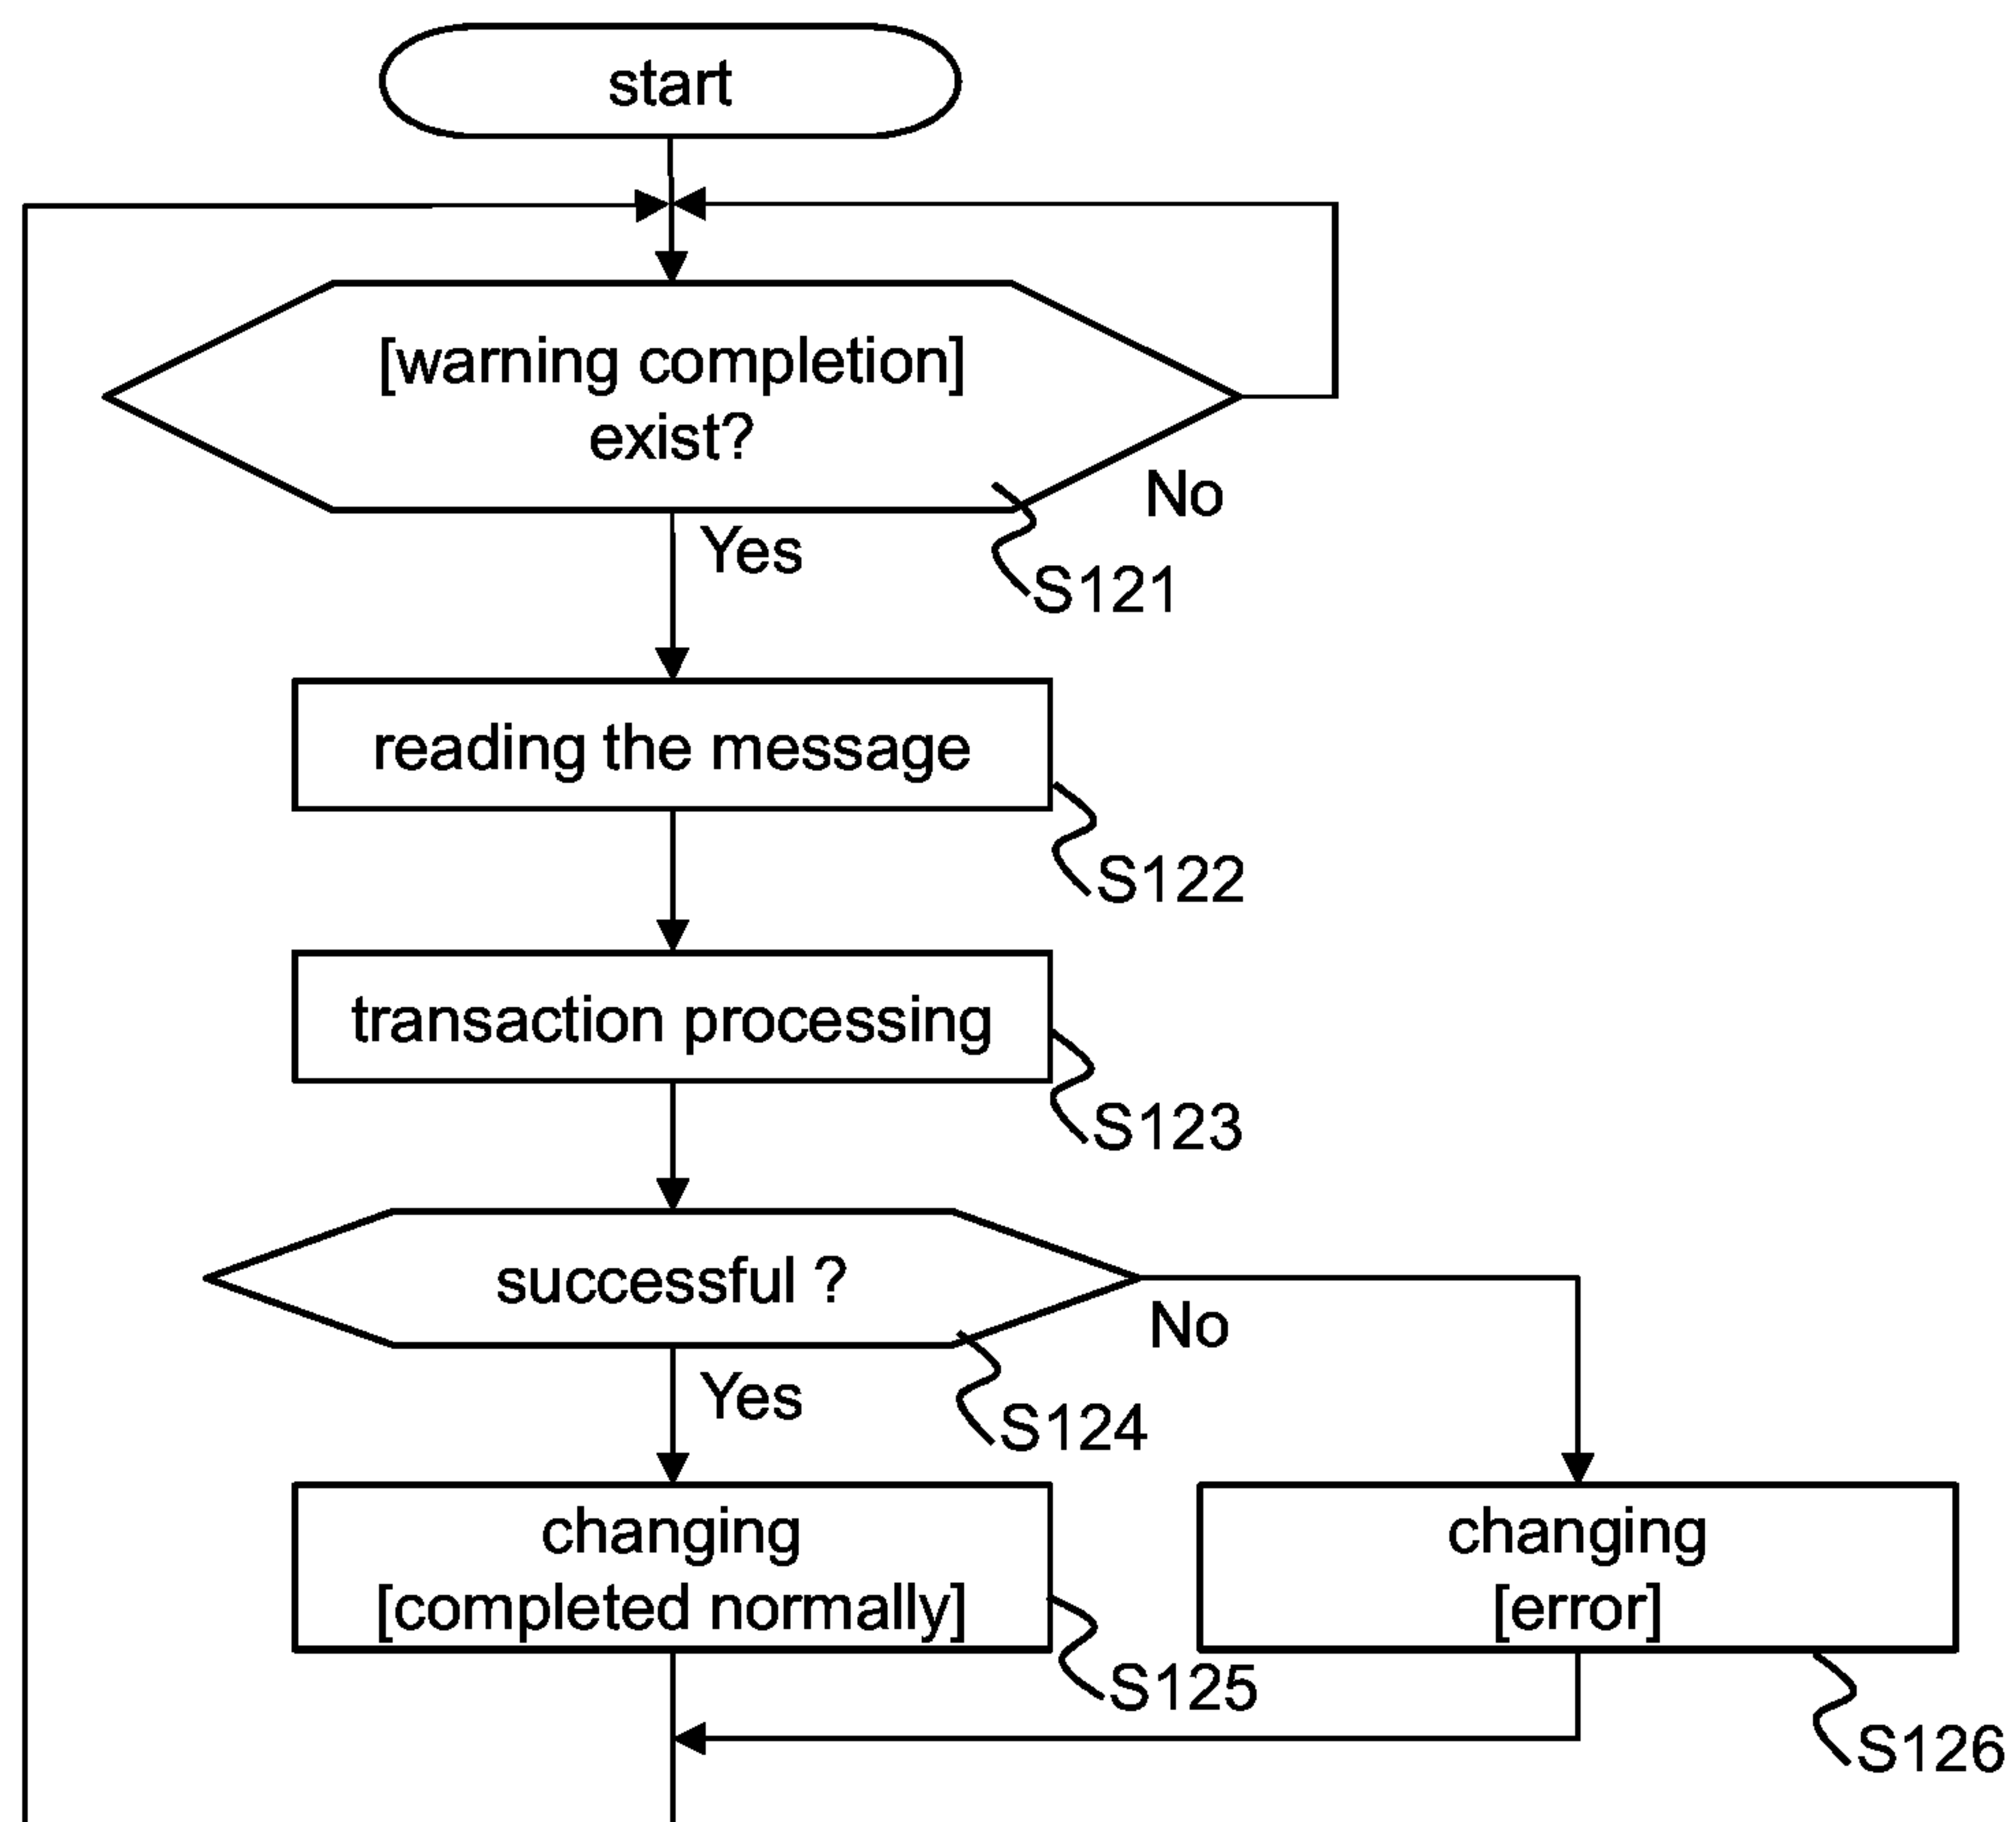 start
[warning completion]
exist?
No
Yes
S121
reading the message
S122
transaction processing
S123
successful ?
No
Yes
S124
changing
[completed normally]
S125
changing
[error]
S126